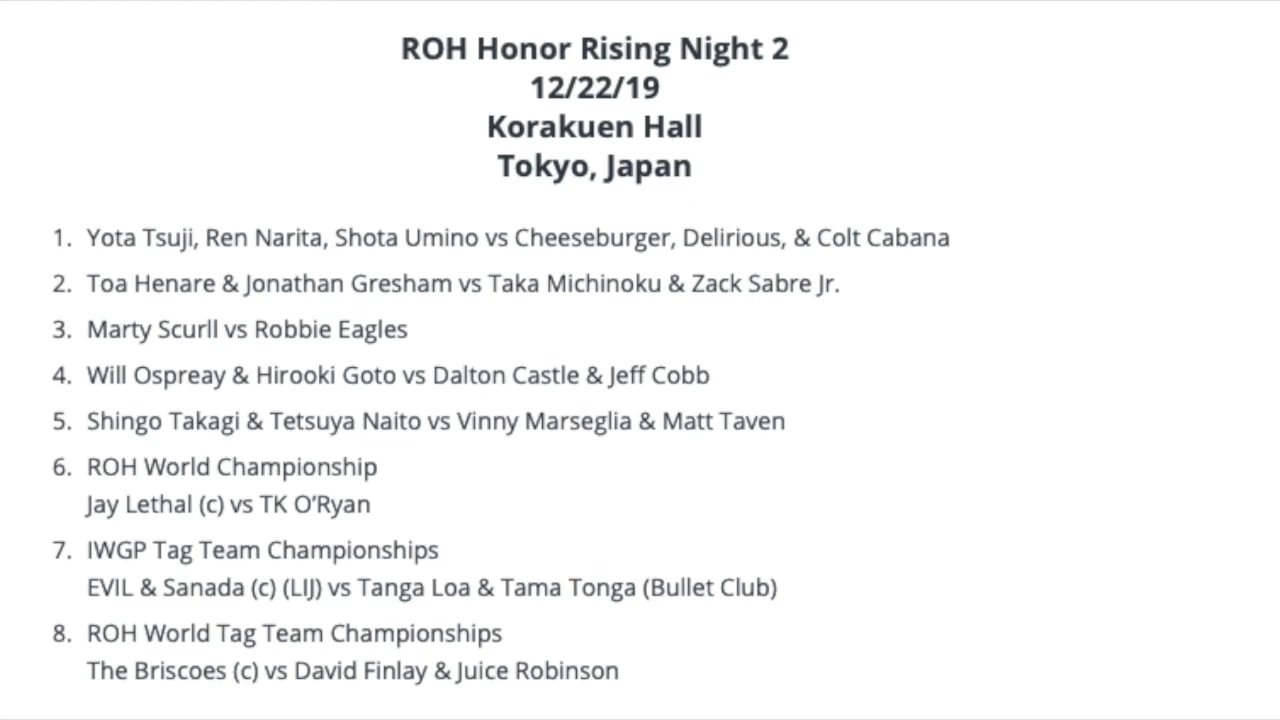 ROH Honor Rising Night 2
12/22/19
Korakuen Hall
Tokyo, Japan
1. Yota Tsuji, Ren Narita, Shota Umino vs Cheeseburger, Delirious, & Colt Cabana
2. Toa Henare & Jonathan Gresham vs Taka Michinoku & Zack Sabre Jr.
3. Marty Scurll vs Robbie Eagles
4. Will Ospreay & Hirooki Goto vs Dalton Castle & Jeff Cobb
5. Shingo Takagi & Tetsuya Naito vs Vinny Marseglia & Matt Taven
6. ROH World Championship
Jay Lethal (c) vs TK O’Ryan
7. IWGP Tag Team Championships
EVIL & Sanada (c) (LIJ) vs Tanga Loa & Tama Tonga (Bullet Club)
8. ROH World Tag Team Championships
The Briscoes (c) vs David Finlay & Juice Robinson